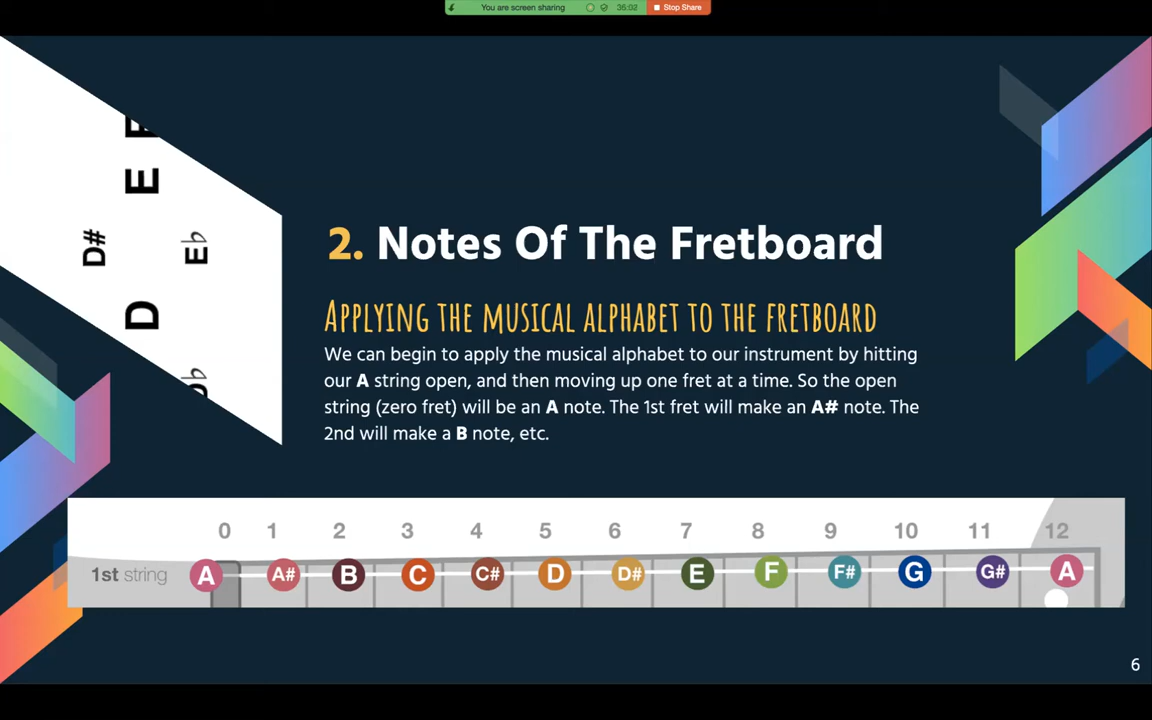 You are screen sharing 36:02 Stop Share
E
D# E♭
D
2. Notes Of The Fretboard
Applying the musical alphabet to the fretboard
We can begin to apply the musical alphabet to our instrument by hitting
our A string open, and then moving up one fret at a time. So the open
string (zero fret) will be an A note. The 1st fret will make an A# note. The
2nd will make a B note, etc.
0 1 2 3 4 5 6 7 8 9 10 11 12
1st string A A# B C C# D D# E F F# G G# A
6